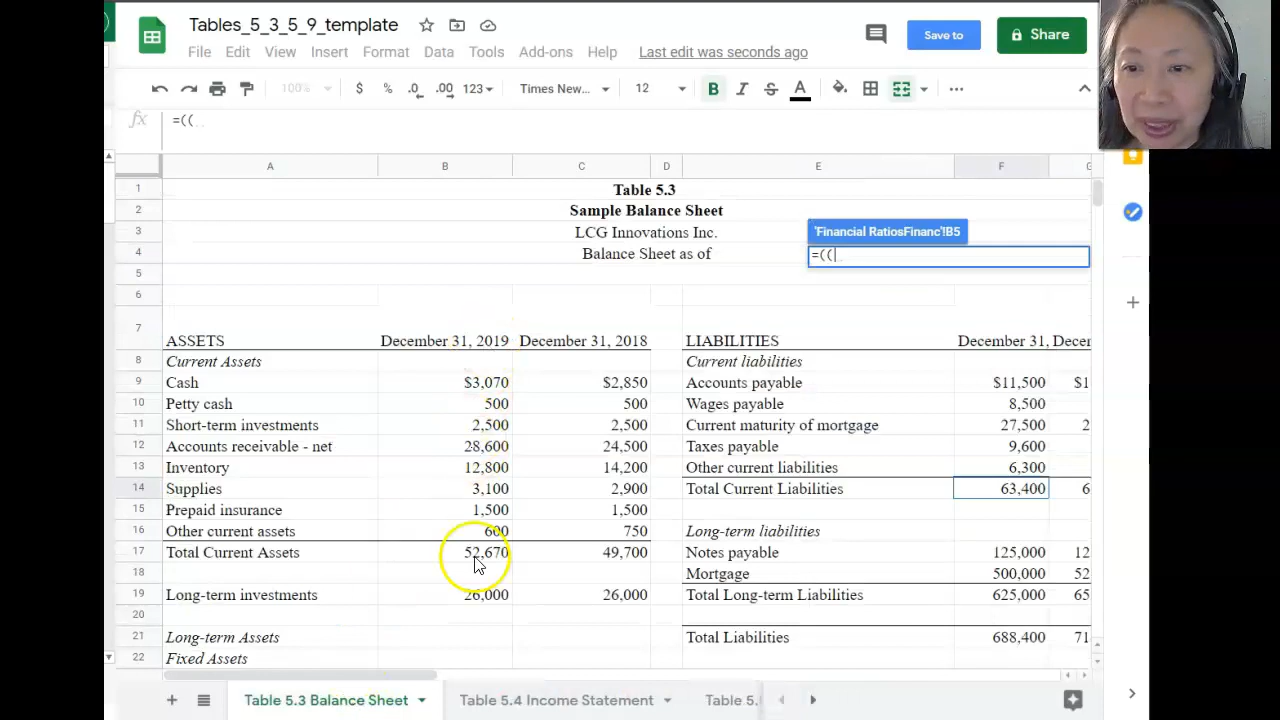 Tables_5_3_5_9_template
File Edit View Insert Format Data Tools Add-ons Help Last edit was seconds ago
Save to
Share
100% $ % .0 .00 123 Times New... 12 B I S A
fx =((
A B C D E F
1 Table 5.3
2 Sample Balance Sheet
3 LCG Innovations Inc. 'Financial RatiosFinanc'!B5
4 Balance Sheet as of =((
5
6
7 ASSETS December 31, 2019 December 31, 2018 LIABILITIES December 31, Decem
8 Current Assets Current liabilities
9 Cash $3,070 $2,850 Accounts payable $11,500 $1
10 Petty cash 500 500 Wages payable 8,500
11 Short-term investments 2,500 2,500 Current maturity of mortgage 27,500 2
12 Accounts receivable - net 28,600 24,500 Taxes payable 9,600
13 Inventory 12,800 14,200 Other current liabilities 6,300
14 Supplies 3,100 2,900 Total Current Liabilities 63,400 6
15 Prepaid insurance 1,500 1,500
16 Other current assets 600 750 Long-term liabilities
17 Total Current Assets 52,670 49,700 Notes payable 125,000 12
18 Mortgage 500,000 52
19 Long-term investments 26,000 26,000 Total Long-term Liabilities 625,000 65
20
21 Long-term Assets Total Liabilities 688,400 71
22 Fixed Assets
Table 5.3 Balance Sheet Table 5.4 Income Statement Table 5.